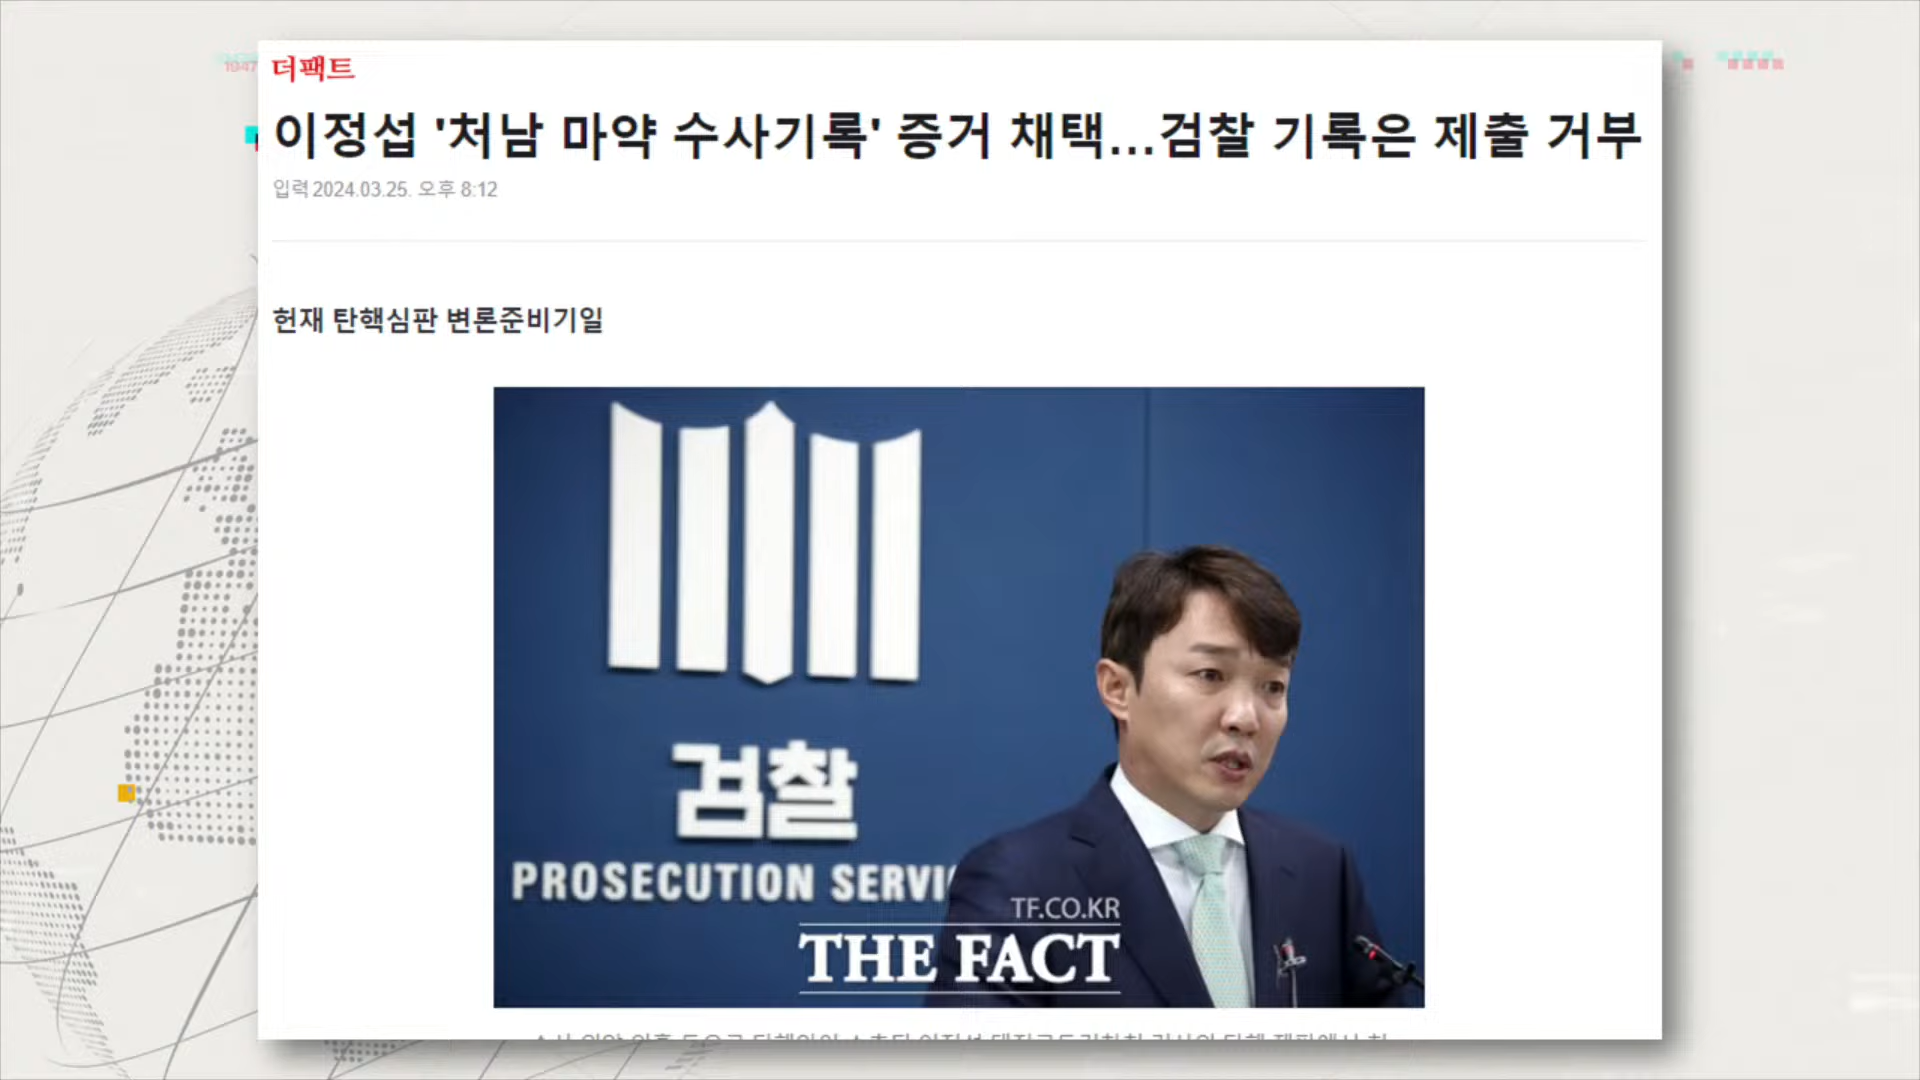 1947
더팩트
이정섭 '처남 마약 수사기록' 증거 채택...검찰 기록은 제출 거부
입력 2024.03.25. 오후 8:12
헌재 탄핵심판 변론준비기일
검찰
PROSECUTION SERVI
TF.CO.KR
THE FACT